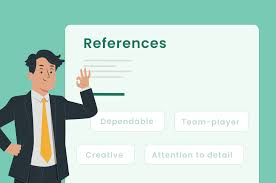 References
Dependable
Team-player
Creative
Attention to detail